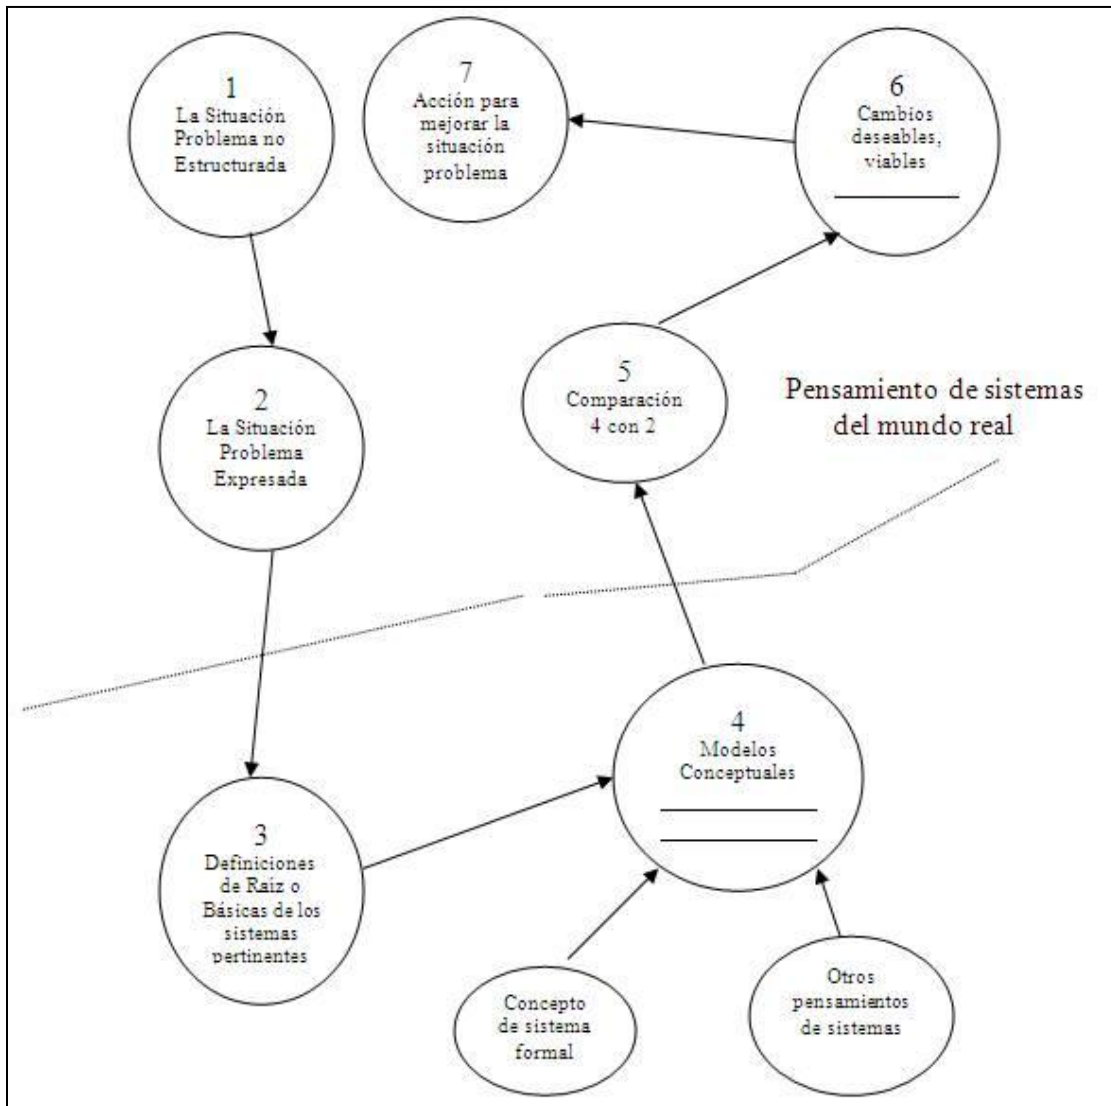 1
La Situación
Problema no
Estructurada
7
Acción para
mejorar la
situación
problema
6
Cambios
deseables,
viables
2
La Situación
Problema
Expresada
5
Comparación
4 con 2
Pensamiento de sistemas
del mundo real
3
Definiciones
de Raiz o
Básicas de los
sistemas
pertinentes
4
Modelos
Conceptuales
Concepto
de sistema
formal
Otros
pensamientos
de sistemas